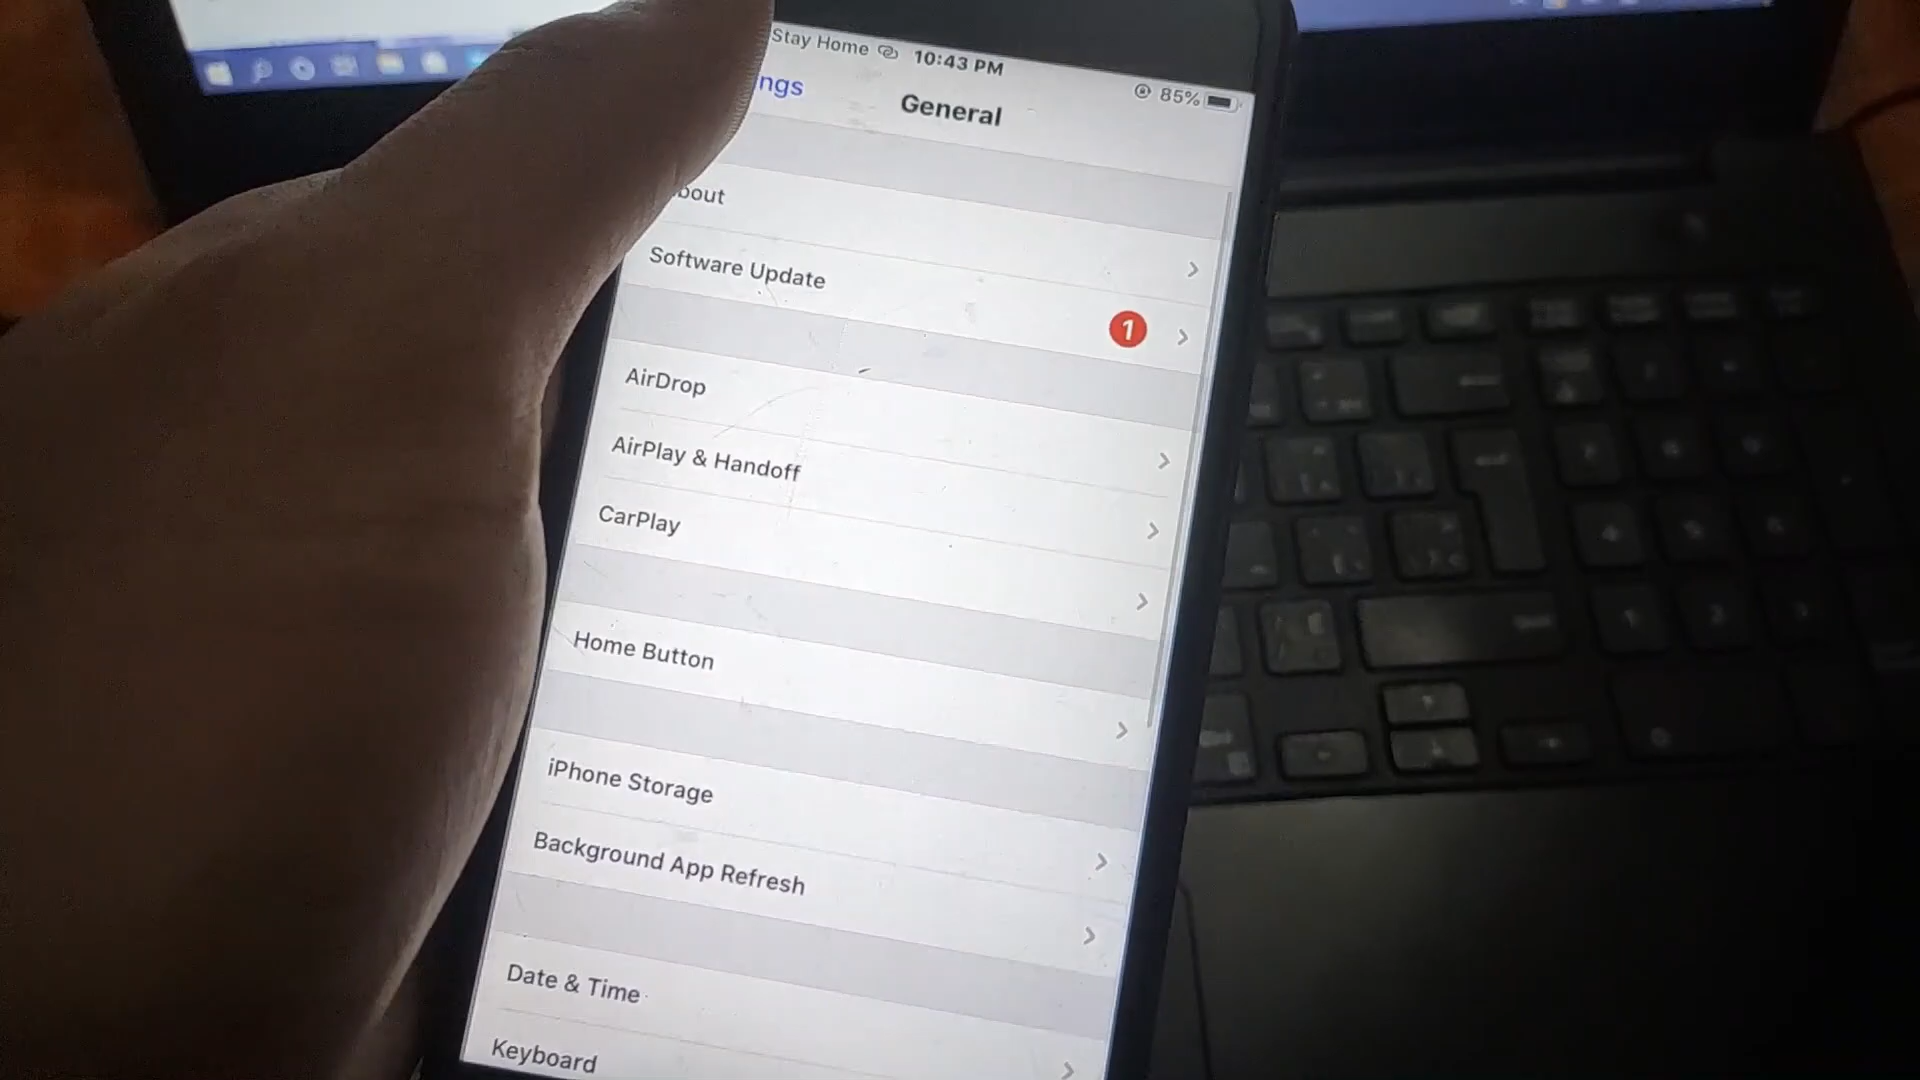 Stay Home 10:43 PM 85%
ngs General
bout
Software Update 1
AirDrop
AirPlay & Handoff
CarPlay
Home Button
iPhone Storage
Background App Refresh
Date & Time
Keyboard